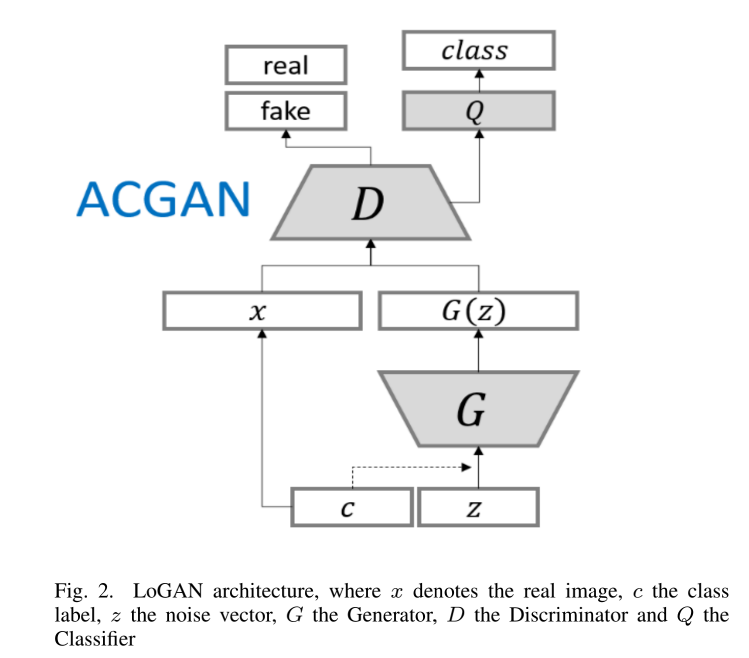 real
class
fake
Q
ACGAN
D
x
G(z)
G
c
z
Fig. 2. LoGAN architecture, where x denotes the real image, c the class
label, z the noise vector, G the Generator, D the Discriminator and Q the
Classifier